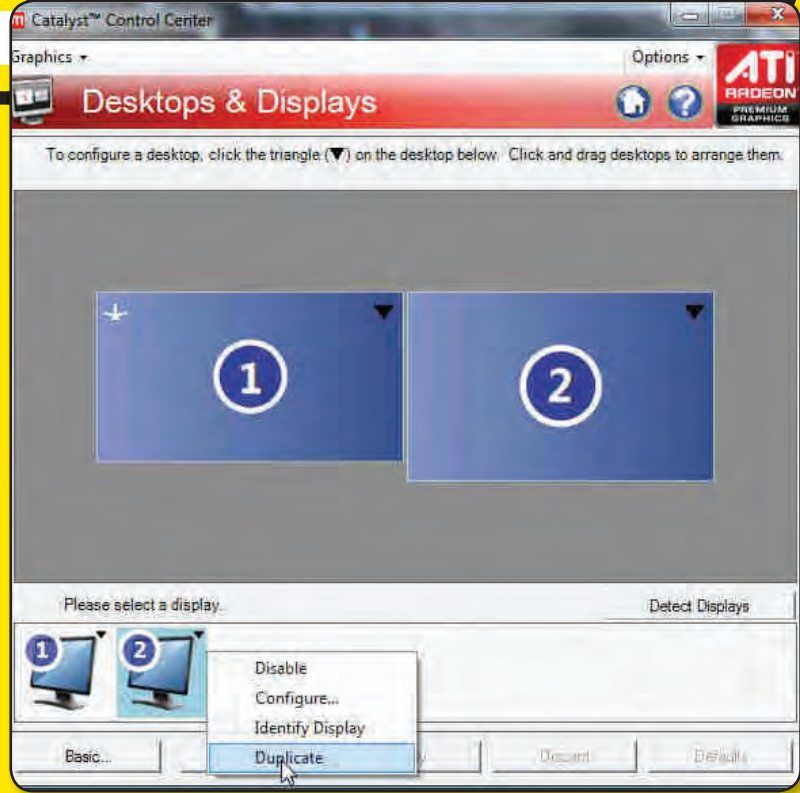 Catalyst™ Control Center
Graphics
Options
Desktops & Displays
ATI
RADEON
PREMIUM
GRAPHICS
To configure a desktop, click the triangle (▼) on the desktop below. Click and drag desktops to arrange them.
1
2
Please select a display.
Detect Displays
1
2
Disable
Configure...
Identify Display
Duplicate
Basic...
Discard
Defaults